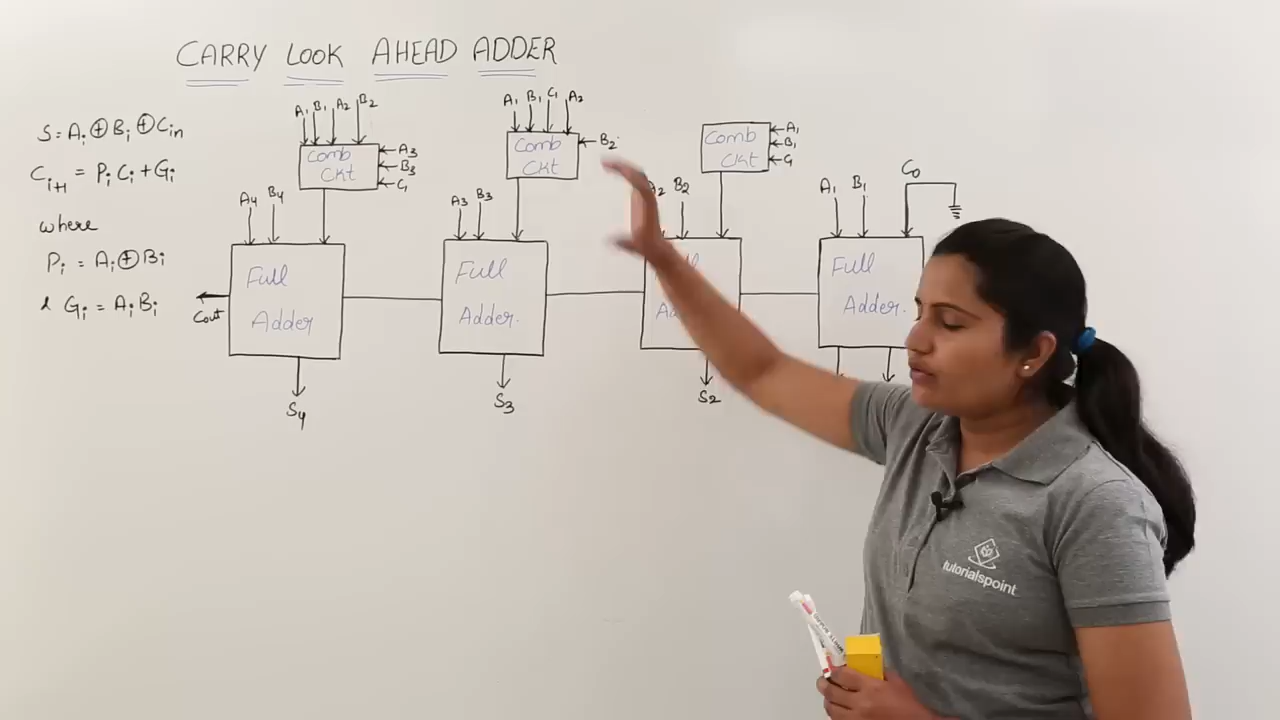 CARRY LOOK AHEAD ADDER
S = Ai ⊕ Bi ⊕ Cin
Ci+1 = Pi Ci + Gi
where
Pi = Ai ⊕ Bi
& Gi = Ai Bi
A1 B1 A2 B2
Comb Ckt
A3
B3
C1
A4 B4
Full Adder
Cout
S4
A1 B1 C1 A2
Comb Ckt
B2
A3 B3
Full Adder.
S3
Comb Ckt
A1
B1
C1
A2 B2
Full
S2
C0
A1 B1
Full Adder.
tutorialspoint